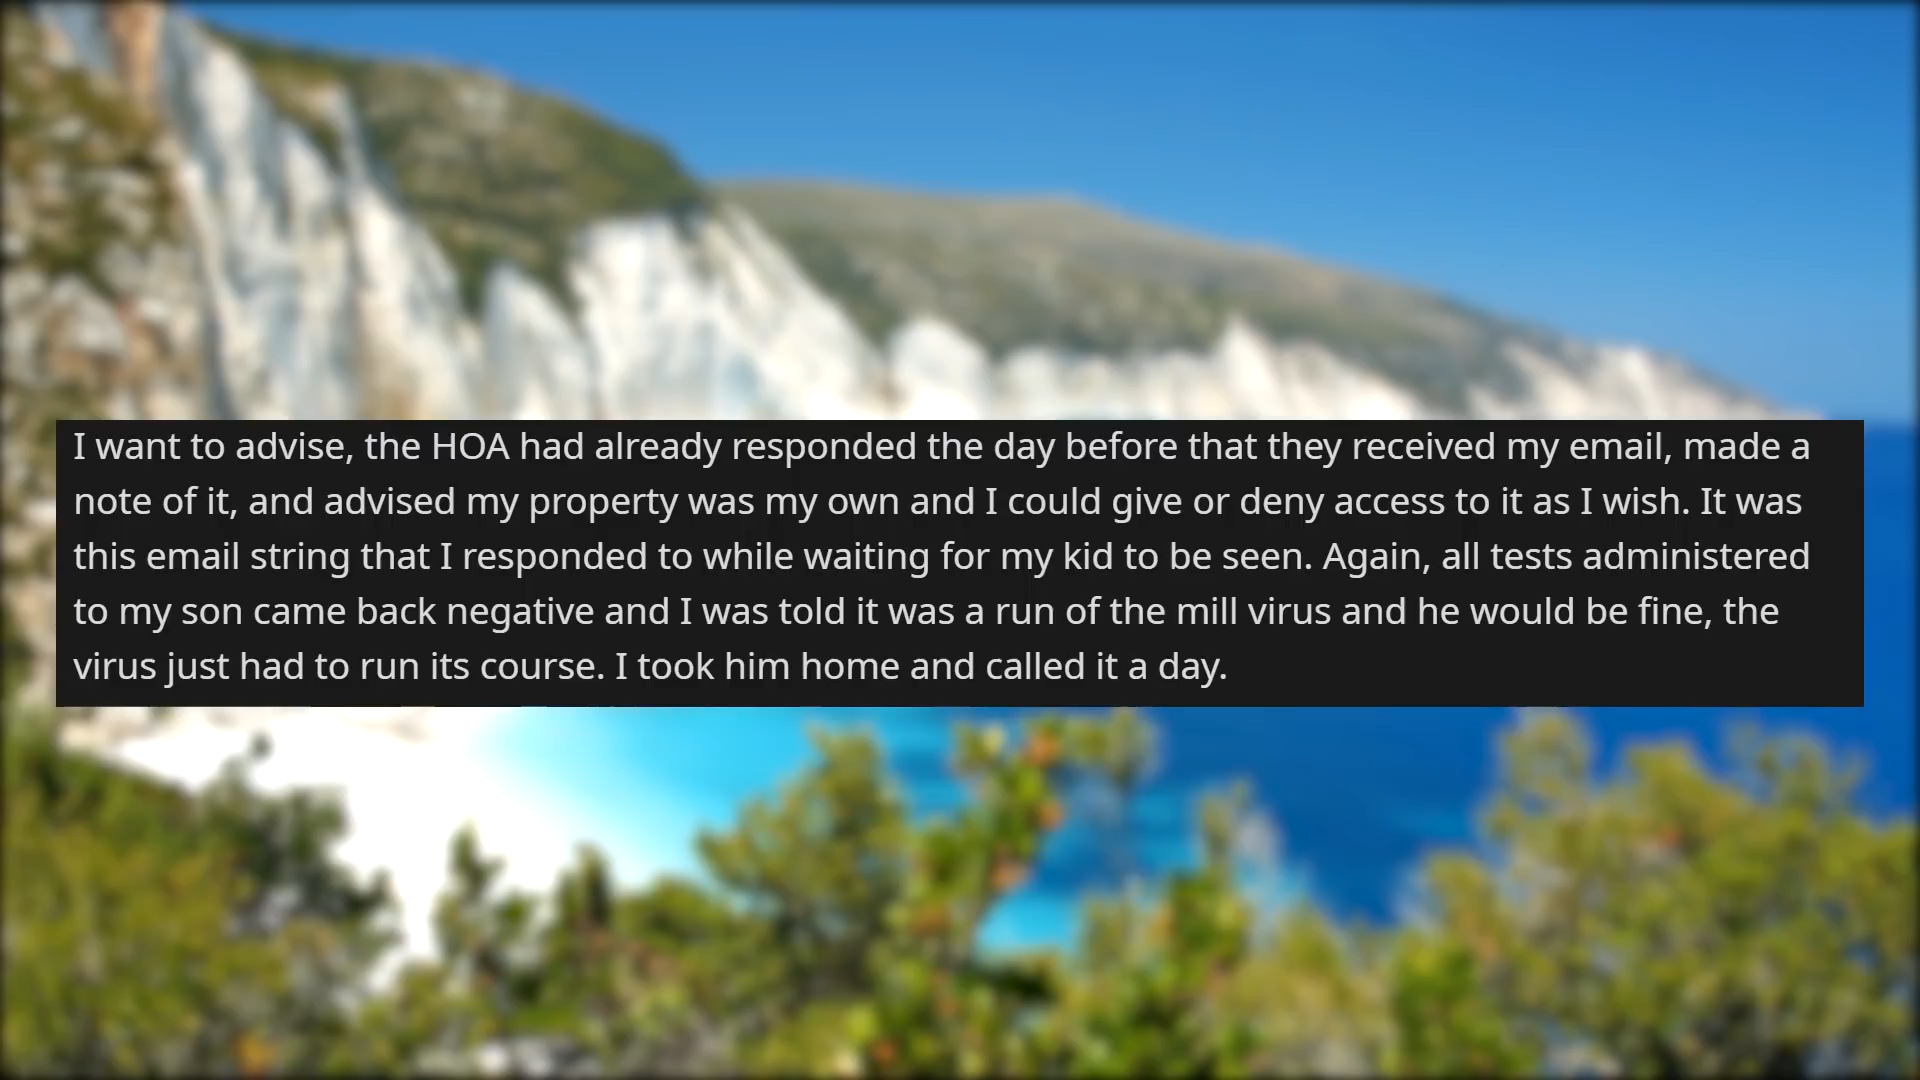 I want to advise, the HOA had already responded the day before that they received my email, made a
note of it, and advised my property was my own and I could give or deny access to it as I wish. It was
this email string that I responded to while waiting for my kid to be seen. Again, all tests administered
to my son came back negative and I was told it was a run of the mill virus and he would be fine, the
virus just had to run its course. I took him home and called it a day.